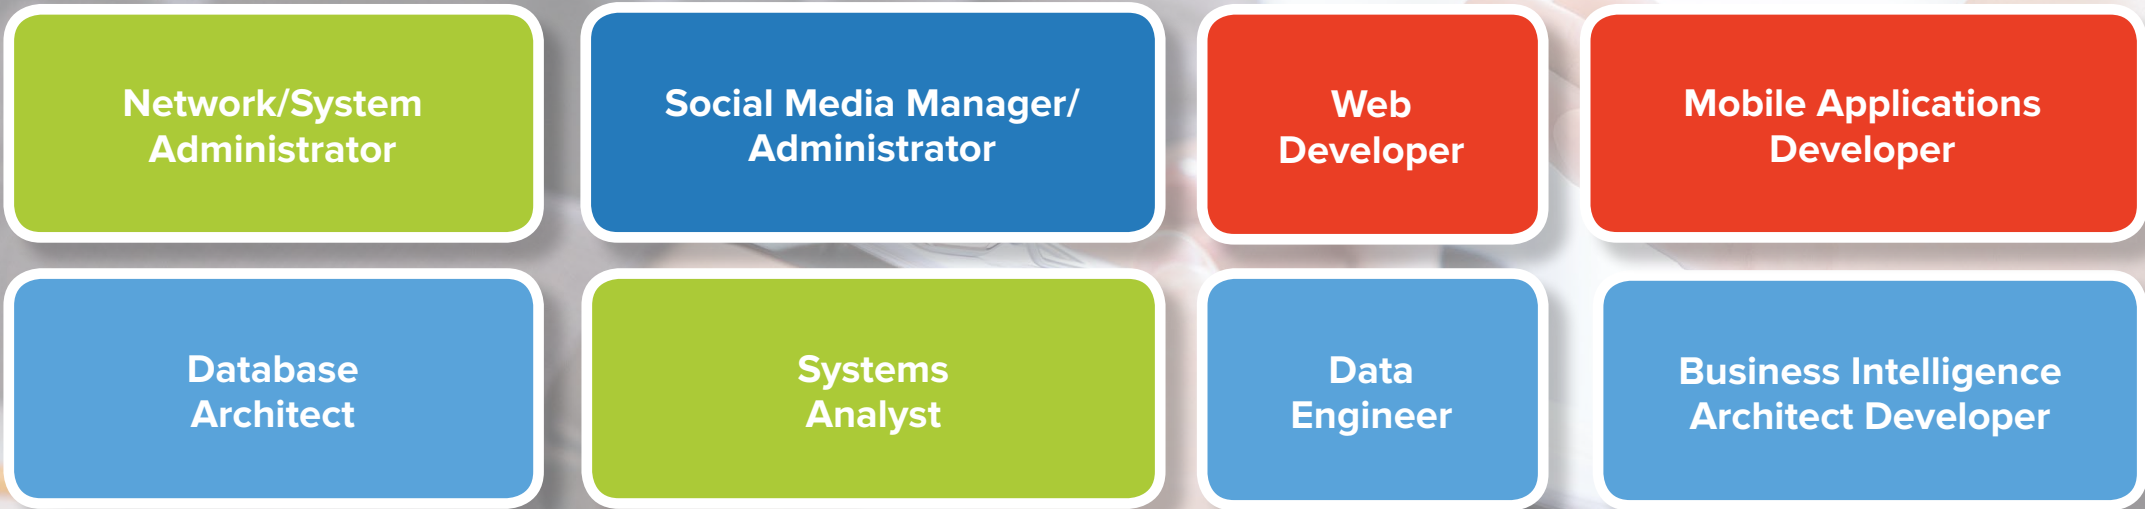 Network/System
Administrator
Social Media Manager/
Administrator
Web
Developer
Mobile Applications
Developer
Database
Architect
Systems
Analyst
Data
Engineer
Business Intelligence
Architect Developer